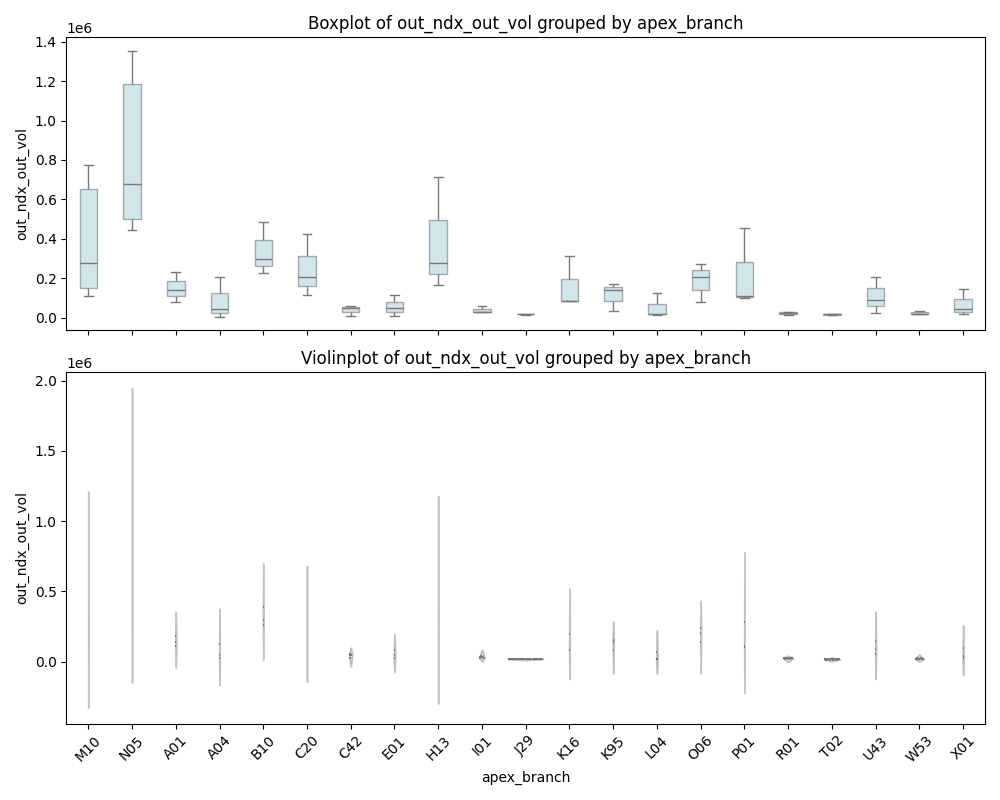 Boxplot of out_ndx_out_vol grouped by apex_branch
1e6
1.4
1.2
1.0
0.8
0.6
0.4
0.2
0.0
out_ndx_out_vol
Violinplot of out_ndx_out_vol grouped by apex_branch
1e6
2.0
1.5
1.0
0.5
0.0
out_ndx_out_vol
M10 N05 A01 A04 B10 C20 C42 E01 H13 I01 J29 K16 K95 L04 O06 P01 R01 T02 U43 W53 X01
apex_branch